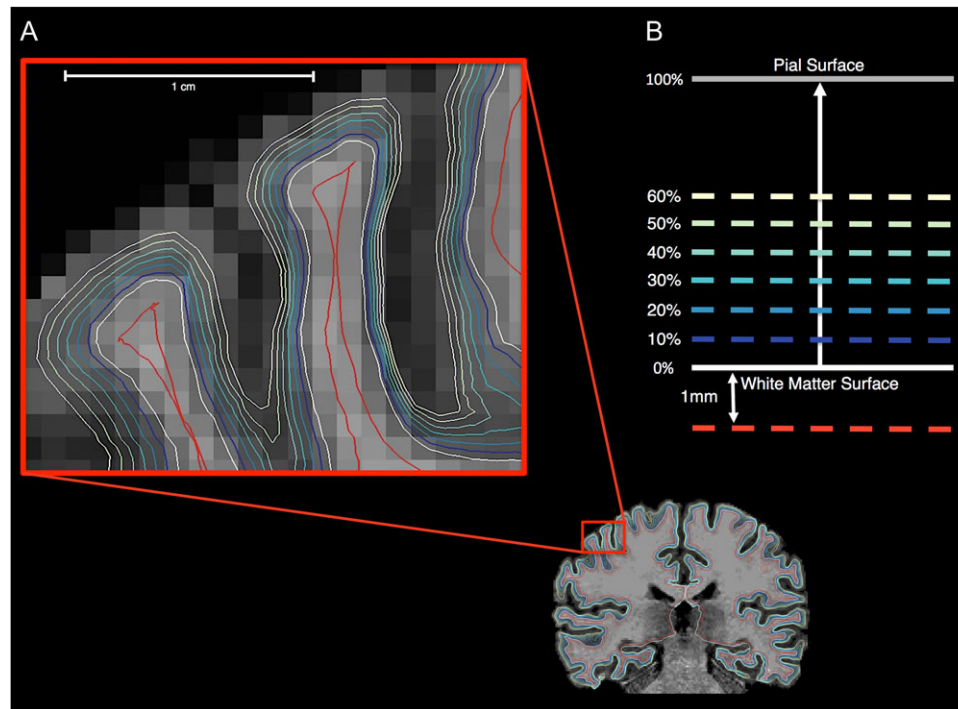 A
1 cm
B
Pial Surface
100%
60%
50%
40%
30%
20%
10%
0%
White Matter Surface
1mm